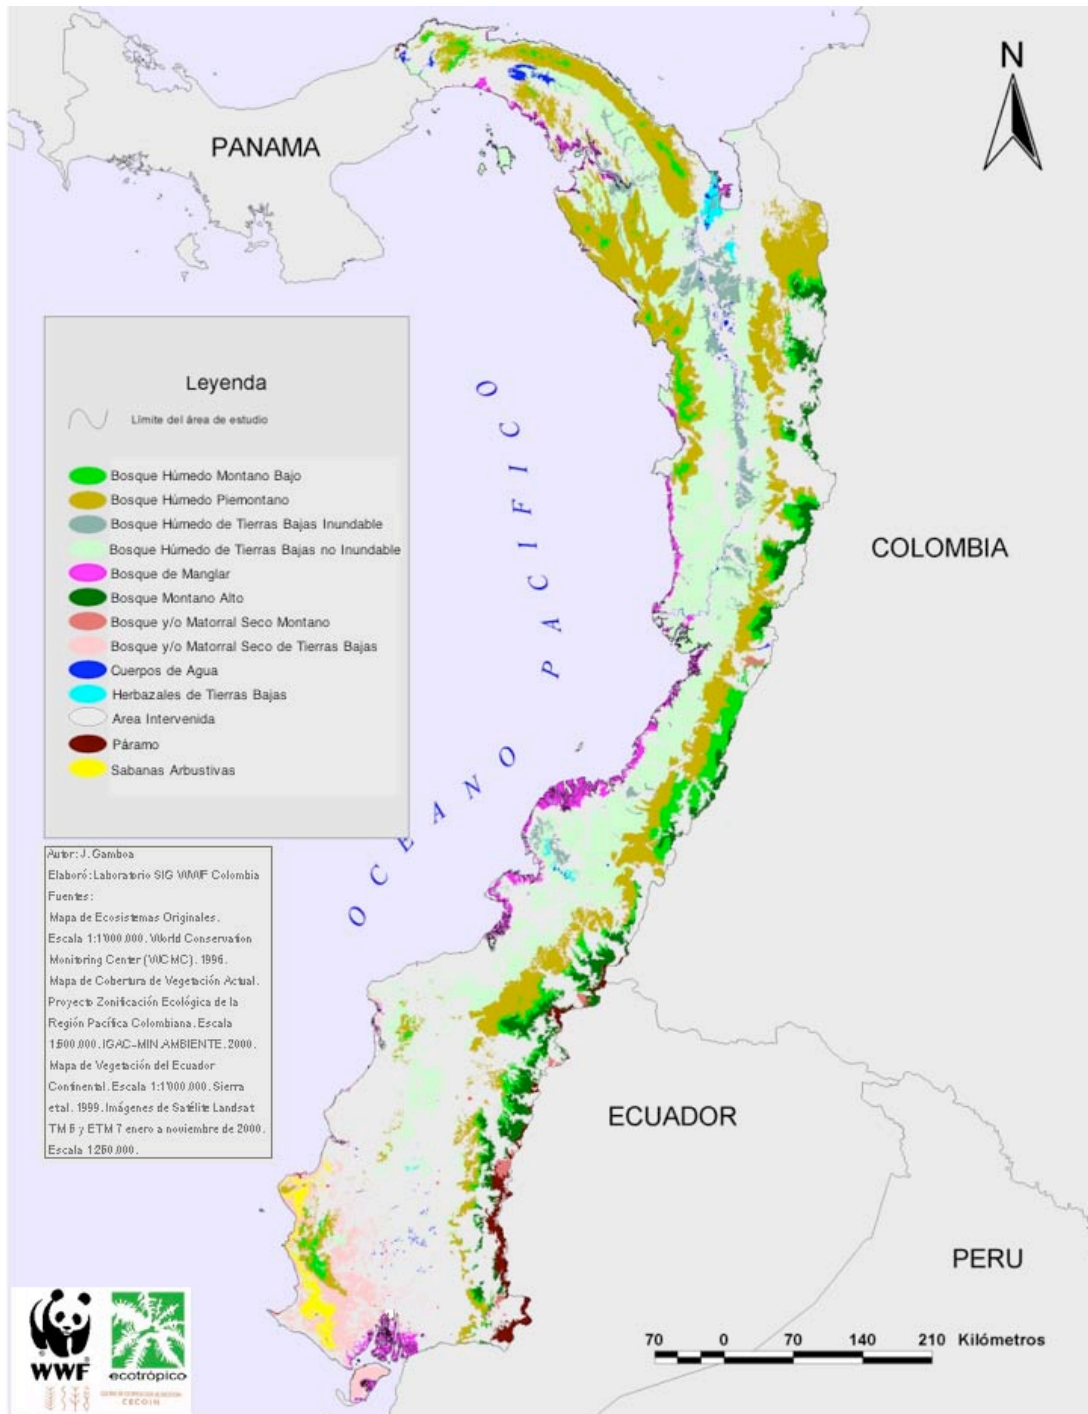 N
PANAMA
COLOMBIA
ECUADOR
PERU
OCEANO PACIFICO
Leyenda
Límite del área de estudio
Bosque Húmedo Montano Bajo
Bosque Húmedo Piemontano
Bosque Húmedo de Tierras Bajas Inundable
Bosque Húmedo de Tierras Bajas no Inundable
Bosque de Manglar
Bosque Montano Alto
Bosque y/o Matorral Seco Montano
Bosque y/o Matorral Seco de Tierras Bajas
Cuerpos de Agua
Herbazales de Tierras Bajas
Area Intervenida
Páramo
Sabanas Arbustivas
Autor: J. Gamboa
Elaboró: Laboratorio SIG WWF Colombia
Fuentes:
Mapa de Ecosistemas Originales.
Escala 1:1'000.000. World Conservation
Monitoring Center (WCMC). 1996.
Mapa de Cobertura de Vegetación Actual.
Proyecto Zonificación Ecológica de la
Región Pacífica Colombiana. Escala
1:500.000. IGAC-MIN.AMBIENTE. 2000.
Mapa de Vegetación del Ecuador
Continental. Escala 1:1'000.000. Sierra
et al. 1999. Imágenes de Satélite Landsat
TM 5 y ETM 7 enero a noviembre de 2000.
Escala 1:250.000.
WWF
ecotrópico
CECOIN
70 0 70 140 210 Kilómetros